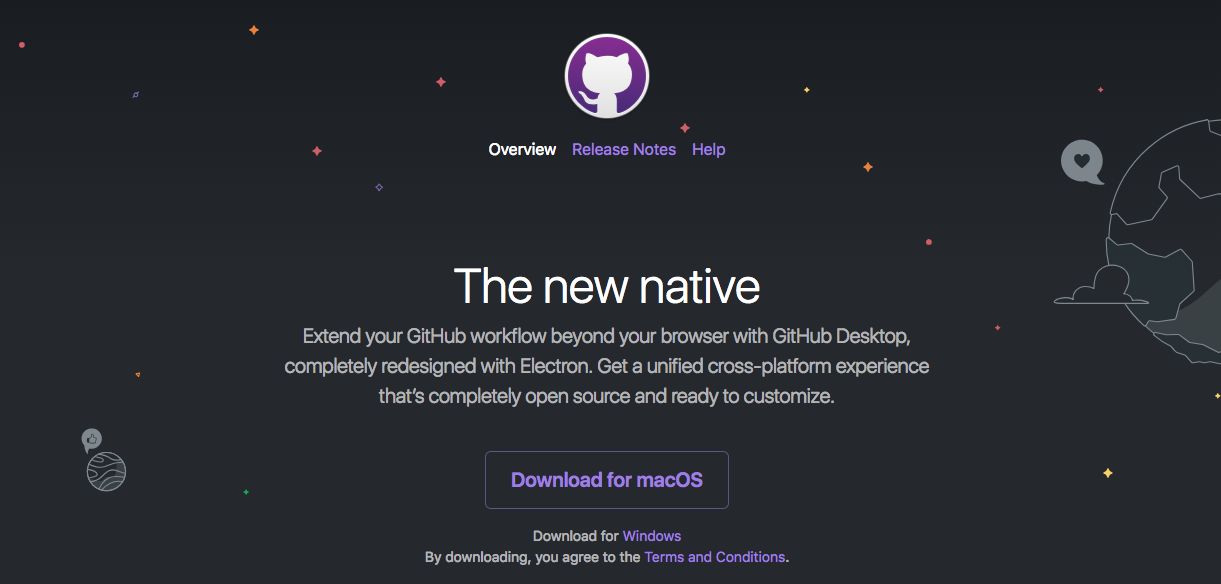 Overview Release Notes Help
The new native
Extend your GitHub workflow beyond your browser with GitHub Desktop,
completely redesigned with Electron. Get a unified cross-platform experience
that’s completely open source and ready to customize.
Download for macOS
Download for Windows
By downloading, you agree to the Terms and Conditions.